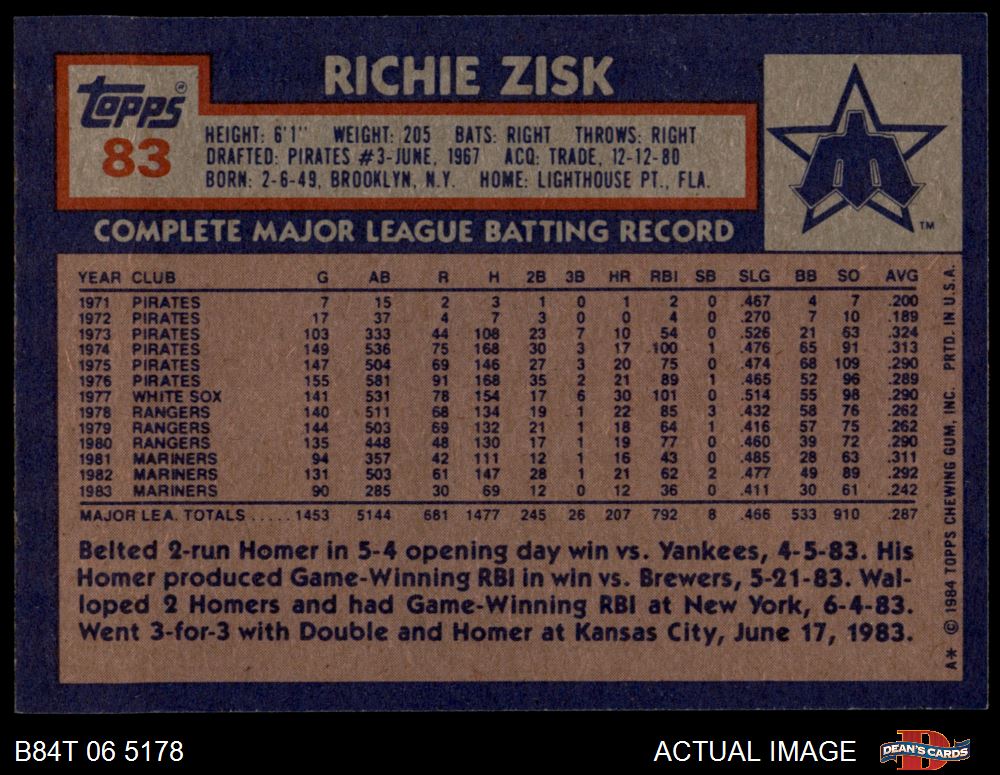 RICHIE ZISK
TOPPS®
83
HEIGHT: 6'1" WEIGHT: 205 BATS: RIGHT THROWS: RIGHT
DRAFTED: PIRATES #3-JUNE, 1967 ACQ: TRADE, 12-12-80
BORN: 2-6-49, BROOKLYN, N.Y. HOME: LIGHTHOUSE PT., FLA.
TM
COMPLETE MAJOR LEAGUE BATTING RECORD
YEAR CLUB G AB R H 2B 3B HR RBI SB SLG BB SO AVG
1971 PIRATES 7 15 2 3 1 0 1 2 0 .467 4 7 .200
1972 PIRATES 17 37 4 7 3 0 0 4 0 .270 7 10 .189
1973 PIRATES 103 333 44 108 23 7 10 54 0 .526 21 63 .324
1974 PIRATES 149 536 75 168 30 3 17 100 1 .476 65 91 .313
1975 PIRATES 147 504 69 146 27 3 20 75 0 .474 68 109 .290
1976 PIRATES 155 581 91 168 35 2 21 89 1 .465 52 96 .289
1977 WHITE SOX 141 531 78 154 17 6 30 101 0 .514 55 98 .290
1978 RANGERS 140 511 68 134 19 1 22 85 3 .432 58 76 .262
1979 RANGERS 144 503 69 132 21 1 18 64 1 .416 57 75 .262
1980 RANGERS 135 448 48 130 17 1 19 77 0 .460 39 72 .290
1981 MARINERS 94 357 42 111 12 1 16 43 0 .485 28 63 .311
1982 MARINERS 131 503 61 147 28 1 21 62 2 .477 49 89 .292
1983 MARINERS 90 285 30 69 12 0 12 36 0 .411 30 61 .242
MAJOR LEA. TOTALS ..... 1453 5144 681 1477 245 26 207 792 8 .466 533 910 .287
Belted 2-run Homer in 5-4 opening day win vs. Yankees, 4-5-83. His
Homer produced Game-Winning RBI in win vs. Brewers, 5-21-83. Wal-
loped 2 Homers and had Game-Winning RBI at New York, 6-4-83.
Went 3-for-3 with Double and Homer at Kansas City, June 17, 1983.
A* © 1984 TOPPS CHEWING GUM, INC. PRTD. IN U.S.A.
B84T 06 5178
ACTUAL IMAGE
D
DEAN'S CARDS